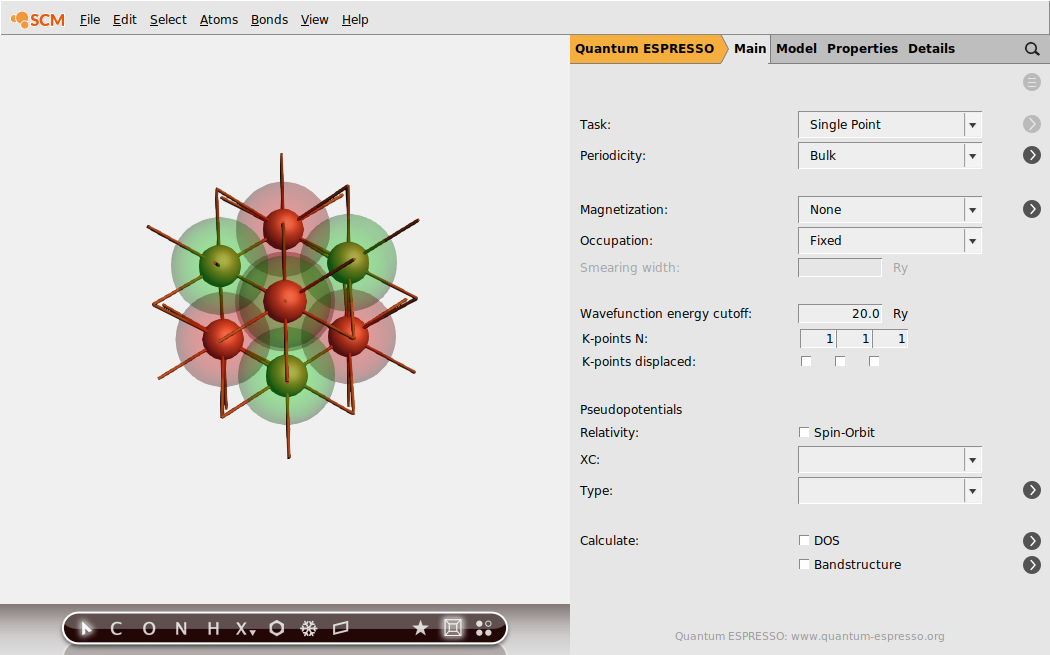 SCM File Edit Select Atoms Bonds View Help
Quantum ESPRESSO Main Model Properties Details
Task: Single Point
Periodicity: Bulk
Magnetization: None
Occupation: Fixed
Smearing width: Ry
Wavefunction energy cutoff: 20.0 Ry
K-points N: 1 1 1
K-points displaced:
Pseudopotentials
Relativity: Spin-Orbit
XC:
Type:
Calculate: DOS
Bandstructure
C O N H X
Quantum ESPRESSO: www.quantum-espresso.org